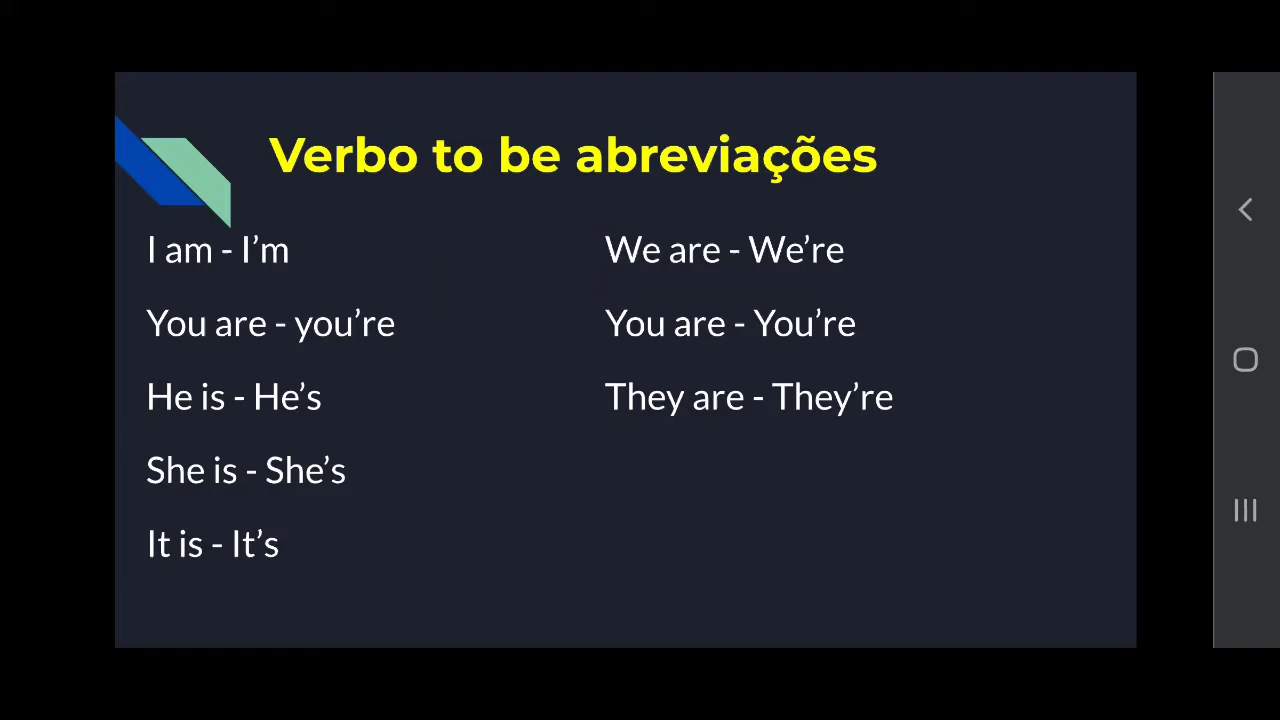 Verbo to be abreviações
I am - I’m
You are - you’re
He is - He’s
She is - She’s
It is - It’s
We are - We’re
You are - You’re
They are - They’re